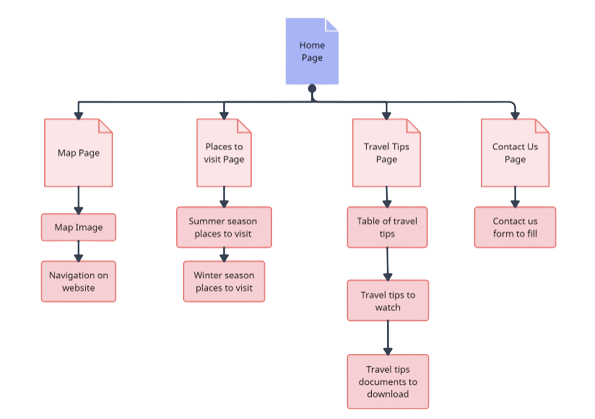 Home
Page
Map Page
Places to
visit Page
Travel Tips
Page
Contact Us
Page
Map Image
Summer season
places to visit
Table of travel
tips
Contact us
form to fill
Navigation on
website
Winter season
places to visit
Travel tips to
watch
Travel tips
documents to
download